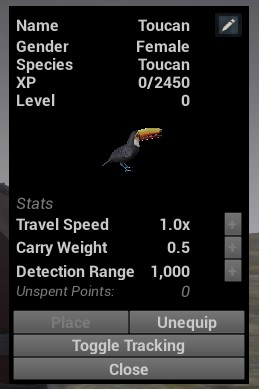 Name Toucan
Gender Female
Species Toucan
XP 0/2450
Level 0
Stats
Travel Speed 1.0x +
Carry Weight 0.5 +
Detection Range 1,000 +
Unspent Points: 0
Place Unequip
Toggle Tracking
Close